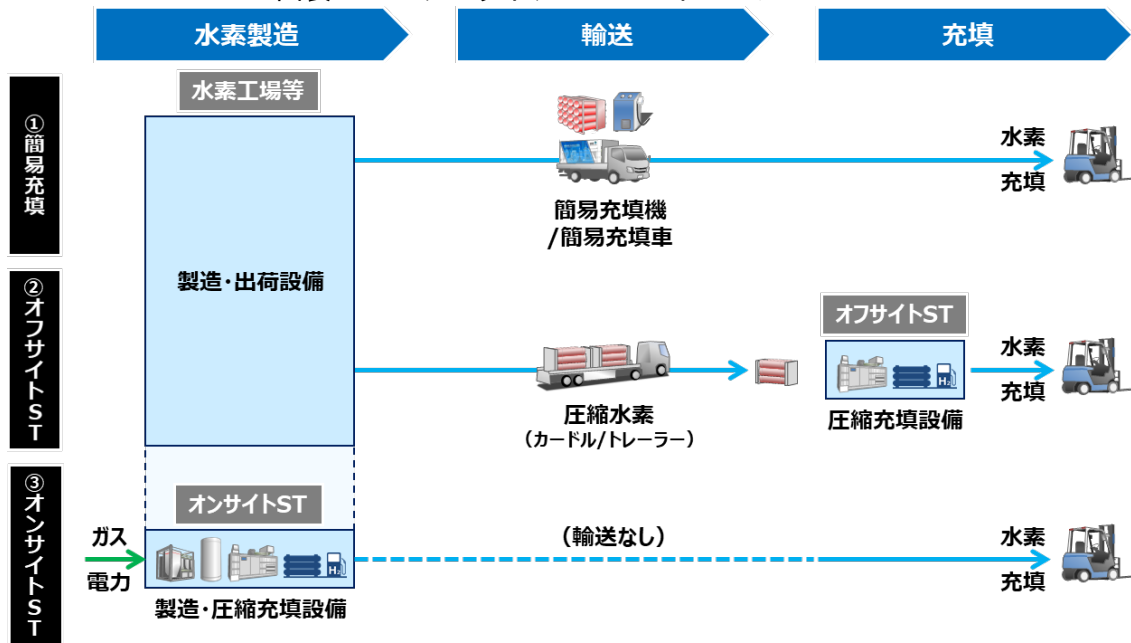 水素製造
輸送
充填
①簡易充填
水素工場等
製造・出荷設備
簡易充填機
/簡易充填車
水素
充填
②オフサイトST
圧縮水素
（カードル/トレーラー）
オフサイトST
H₂
圧縮充填設備
水素
充填
③オンサイトST
ガス
電力
オンサイトST
H₂
製造・圧縮充填設備
（輸送なし）
水素
充填